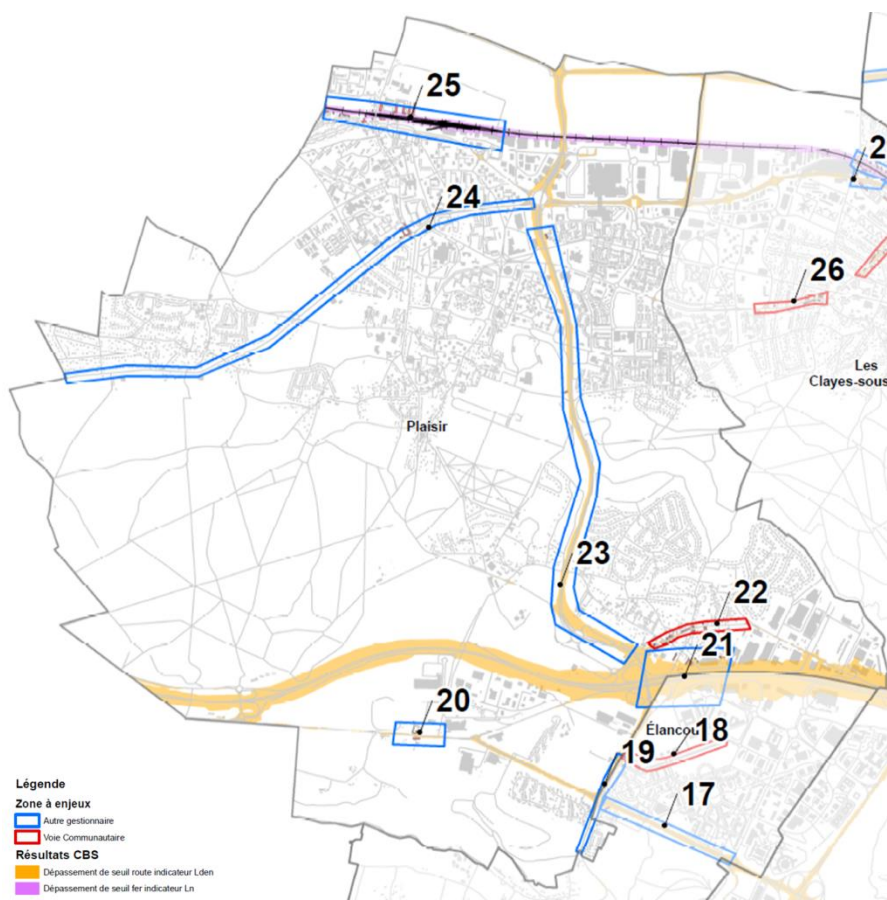 25
2
24
26
Les
Clayes-sous-
Plaisir
23
22
21
20
Élancou
18
19
17
Légende
Zone à enjeux
Autre gestionnaire
Voie Communautaire
Résultats CBS
Dépassement de seuil route indicateur Lden
Dépassement de seuil fer indicateur Ln